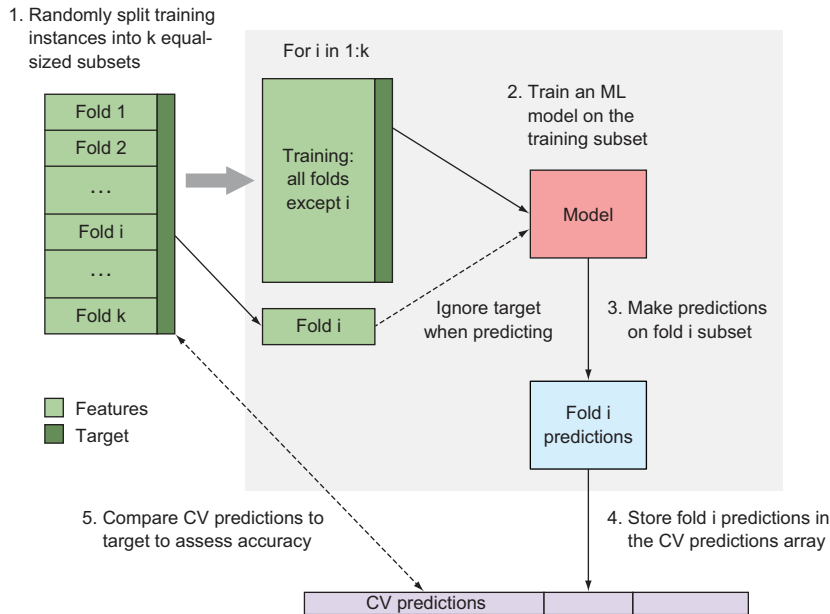 1. Randomly split training
instances into k equal-
sized subsets
For i in 1:k
Fold 1
Fold 2
...
Fold i
...
Fold k
Training:
all folds
except i
2. Train an ML
model on the
training subset
Model
Fold i
Ignore target
when predicting
3. Make predictions
on fold i subset
Features
Target
Fold i
predictions
5. Compare CV predictions to
target to assess accuracy
4. Store fold i predictions in
the CV predictions array
CV predictions